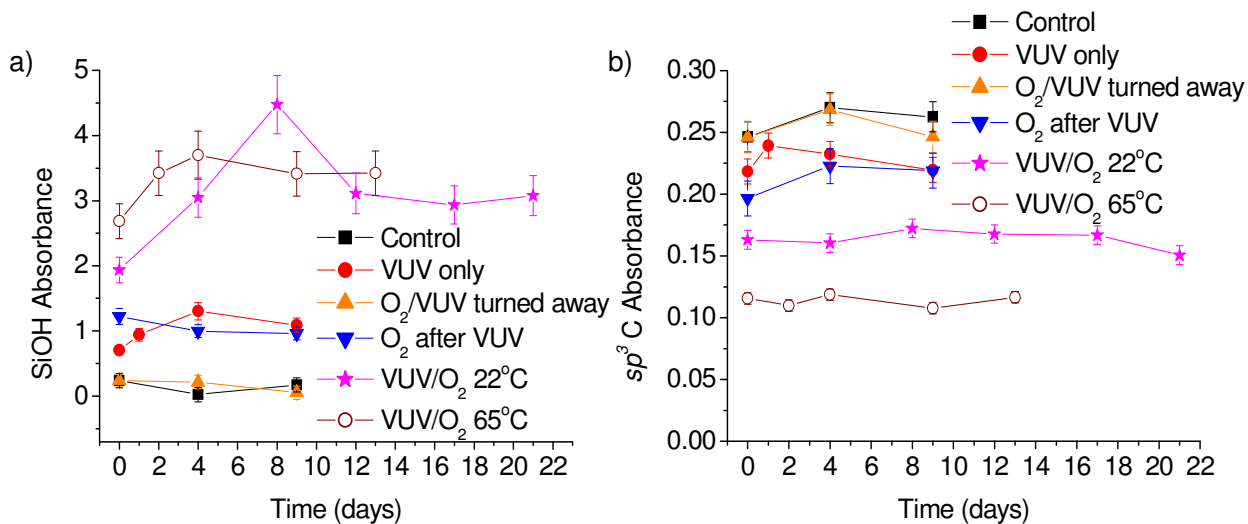 a)
SiOH Absorbance
5
4
3
2
1
0
0 2 4 6 8 10 12 14 16 18 20 22
Time (days)
Control
VUV only
O₂/VUV turned away
O₂ after VUV
VUV/O₂ 22°C
VUV/O₂ 65°C
b)
sp³ C Absorbance
0.30
0.25
0.20
0.15
0.10
0.05
0.00
0 2 4 6 8 10 12 14 16 18 20 22
Time (days)
Control
VUV only
O₂/VUV turned away
O₂ after VUV
VUV/O₂ 22°C
VUV/O₂ 65°C